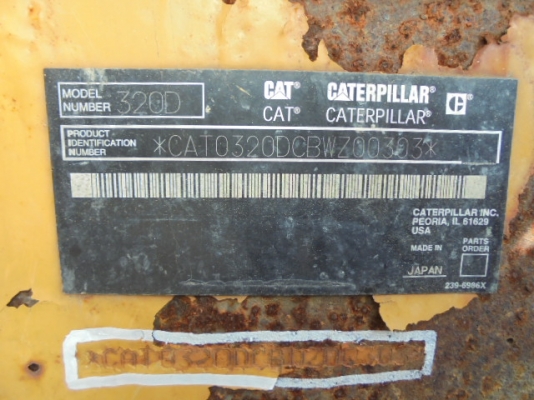 MODEL NUMBER 320D
CAT CATERPILLAR®
CAT® CATERPILLAR®
PRODUCT IDENTIFICATION NUMBER *CAT0320DCBWZ00303*
CATERPILLAR INC.
PEORIA, IL 61629
USA
MADE IN JAPAN
PARTS ORDER
239-6986X